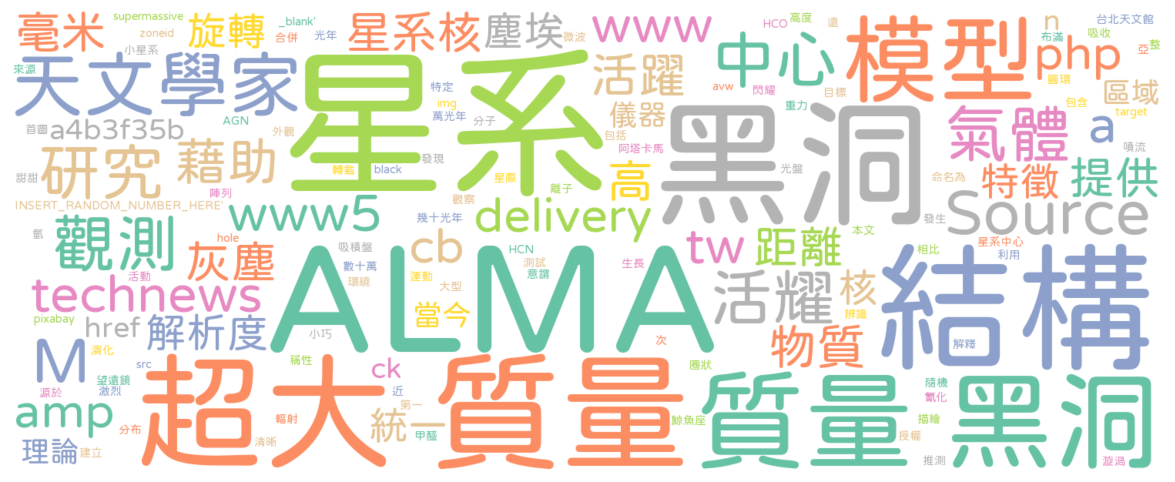 supermassive
_blank'
HCO
高度
遠
台北天文館
毫米
zoneid
旋轉
合併
光年
星系核
塵埃
微波
www
布滿
n
吸收
亞
整
小星系
中心
模型
php
來源
天文學家
星系
特定
img
萬光年
活躍
avw
閃耀
目標
圓環
包含
區域
target
首圖
a4b3f35b
AGN
外觀
分子
儀器
重力
黑洞
氣體
a
噴流
包括
阿塔卡馬
發現
研究
藉助
轉載
black
光盤
甜甜
星際
離子
高
命名為
特徵
提供
陣列
觀察
INSERT_RANDOM_NUMBER_HERE'
www5
幾十光年
delivery
發生
Source
本文
氫
觀測
hole
吸積盤
cb
HCN
測試
意謂
tw
距離
星系中心
相比
利用
灰塵
數十萬
ALMA
生長
活動
technews
環繞
運動
大型
活耀
核
辨識
結構
pixabay
href
解析度
小巧
當今
物質
演化
M
src
稱性
次
解釋
望遠鏡
激烈
源於
超大質量
ck
近
圈狀
質量
黑洞
隨機
氰化
amp
分布
輻射
第一
統一
甲醯
鯨魚座
描繪
理論
建立
清晰
授權
推測
漩渦